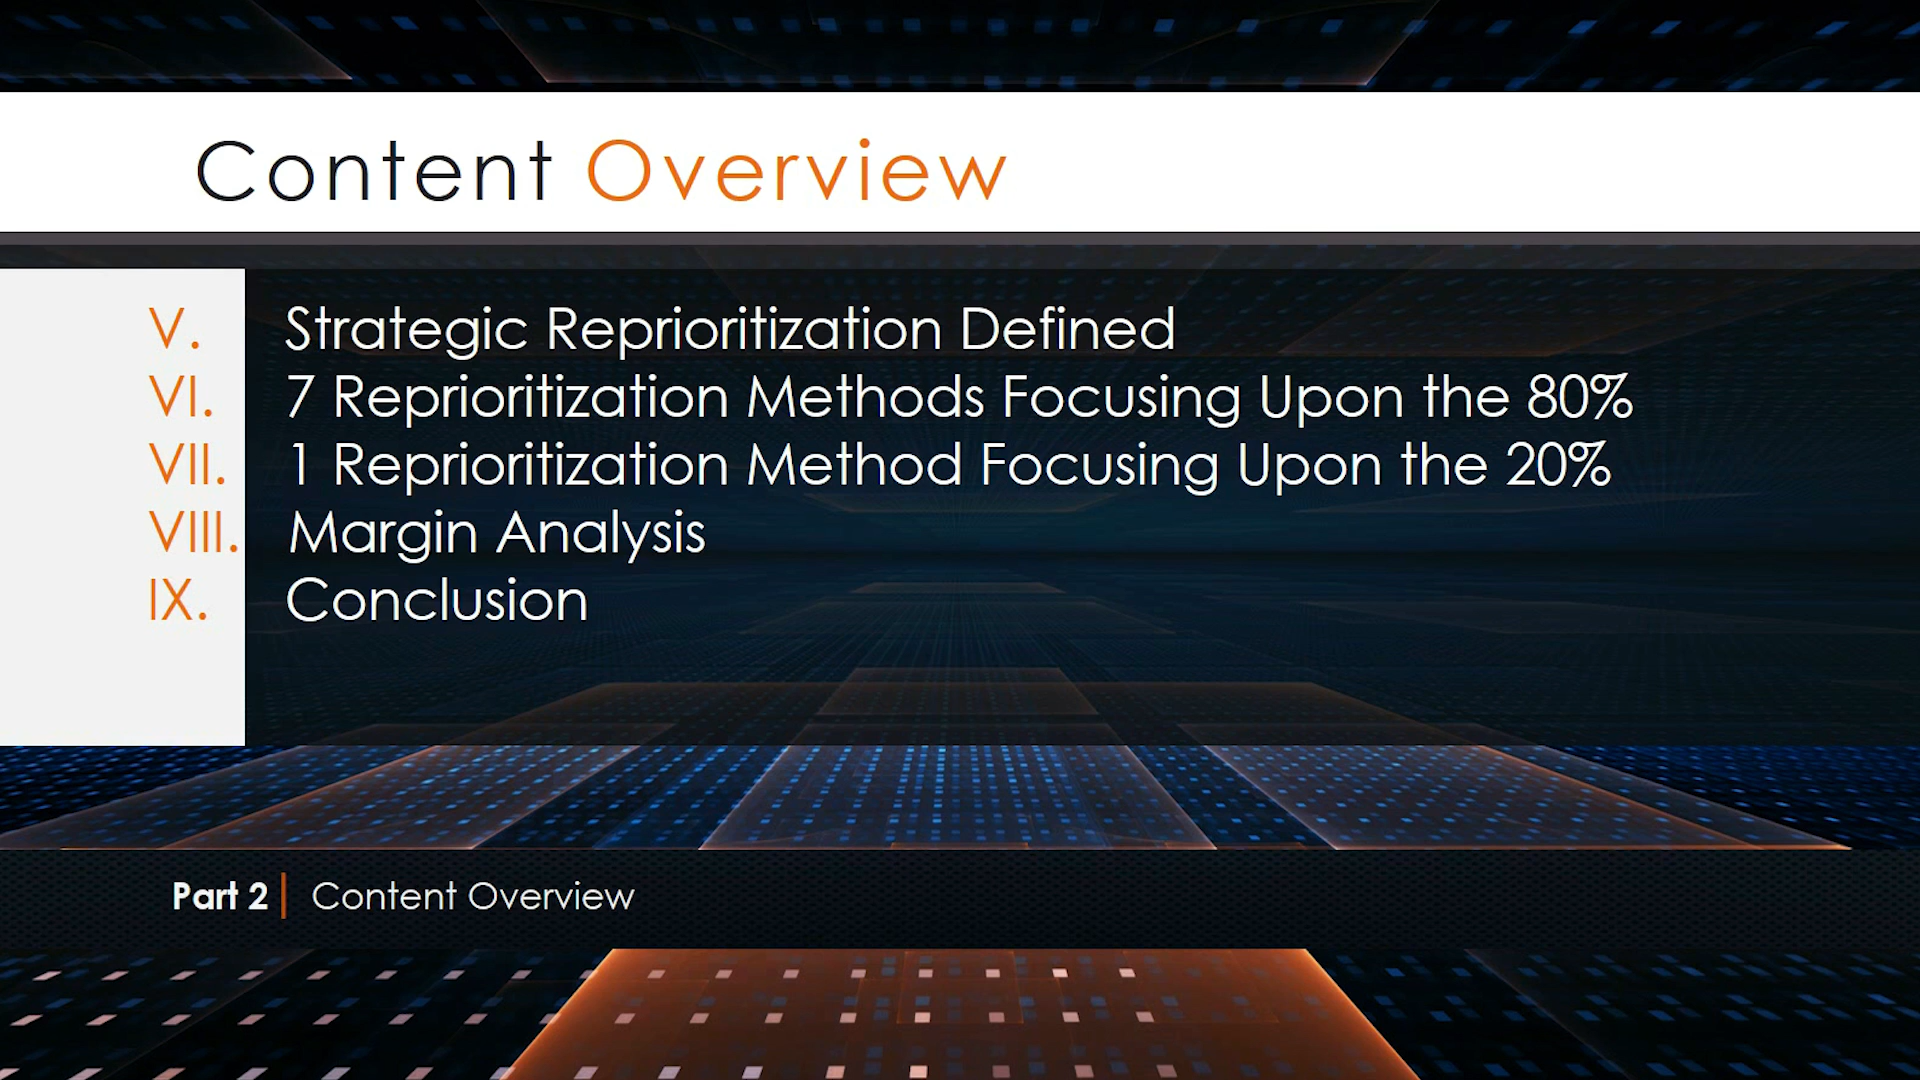 Content Overview
V. Strategic Reprioritization Defined
VI. 7 Reprioritization Methods Focusing Upon the 80%
VII. 1 Reprioritization Method Focusing Upon the 20%
VIII. Margin Analysis
IX. Conclusion
Part 2 | Content Overview